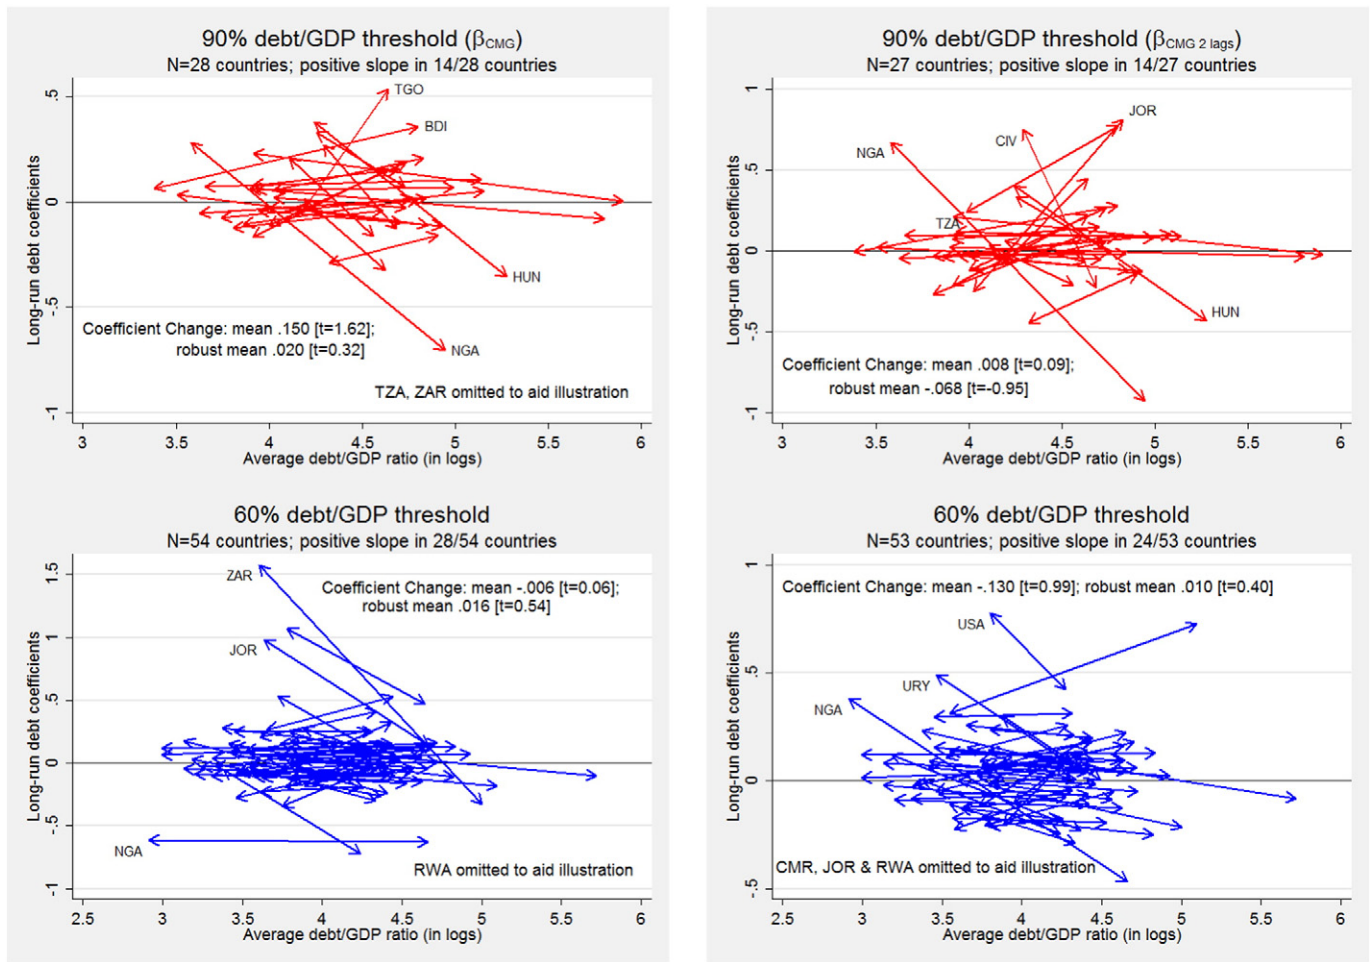 90% debt/GDP threshold (βCMG)
N=28 countries; positive slope in 14/28 countries
Long-run debt coefficients
.5
0
-.5
-1
TGO
BDI
HUN
NGA
Coefficient Change: mean .150 [t=1.62];
robust mean .020 [t=0.32]
TZA, ZAR omitted to aid illustration
3 3.5 4 4.5 5 5.5 6
Average debt/GDP ratio (in logs)
90% debt/GDP threshold (βCMG 2 lags)
N=27 countries; positive slope in 14/27 countries
Long-run debt coefficients
1
.5
0
-.5
-1
JOR
CIV
NGA
TZA
HUN
Coefficient Change: mean .008 [t=0.09];
robust mean -.068 [t=-0.95]
3 3.5 4 4.5 5 5.5 6
Average debt/GDP ratio (in logs)
60% debt/GDP threshold
N=54 countries; positive slope in 28/54 countries
Long-run debt coefficients
1.5
1
.5
0
-.5
-1
ZAR
Coefficient Change: mean -.006 [t=0.06];
robust mean .016 [t=0.54]
JOR
NGA
RWA omitted to aid illustration
2.5 3 3.5 4 4.5 5 5.5 6
Average debt/GDP ratio (in logs)
60% debt/GDP threshold
N=53 countries; positive slope in 24/53 countries
Long-run debt coefficients
1
.5
0
-.5
Coefficient Change: mean -.130 [t=0.99]; robust mean .010 [t=0.40]
USA
URY
NGA
CMR, JOR & RWA omitted to aid illustration
2.5 3 3.5 4 4.5 5 5.5 6
Average debt/GDP ratio (in logs)